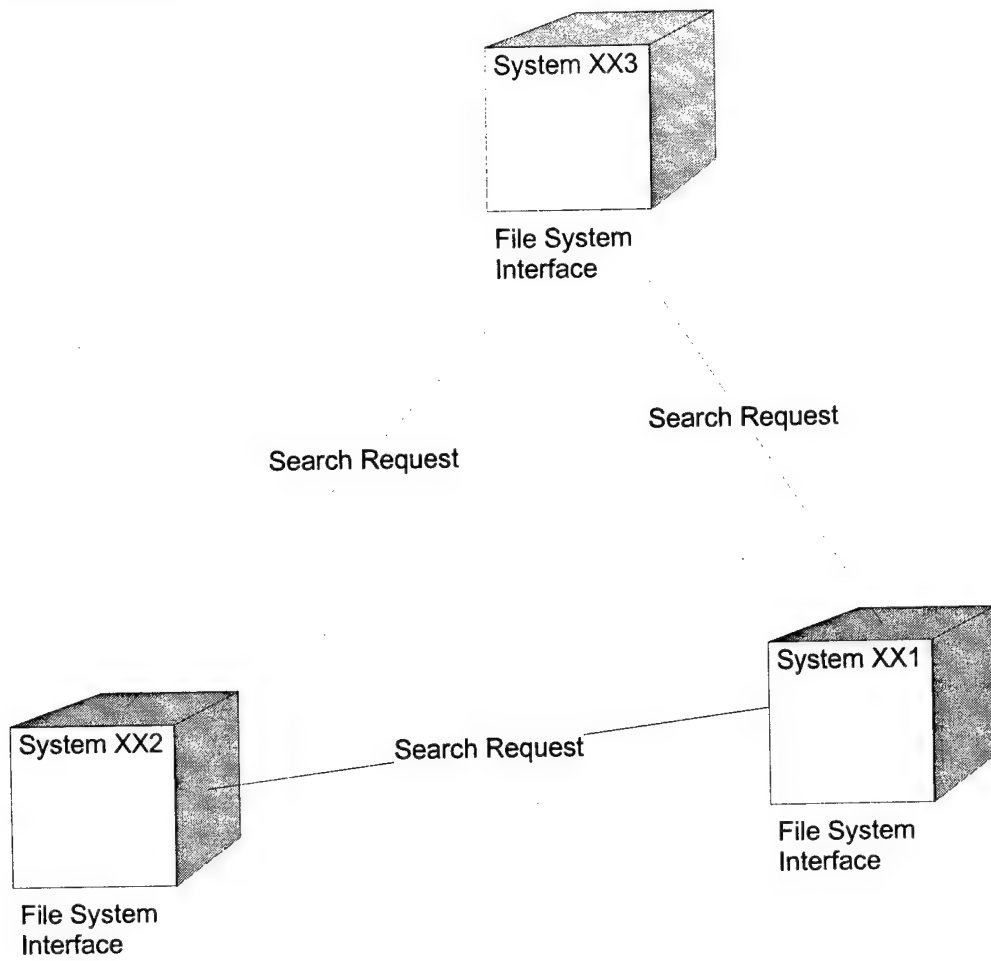 System XX3
File System
Interface
Search Request
Search Request
System XX1
System XX2
Search Request
File System
Interface
File System
Interface